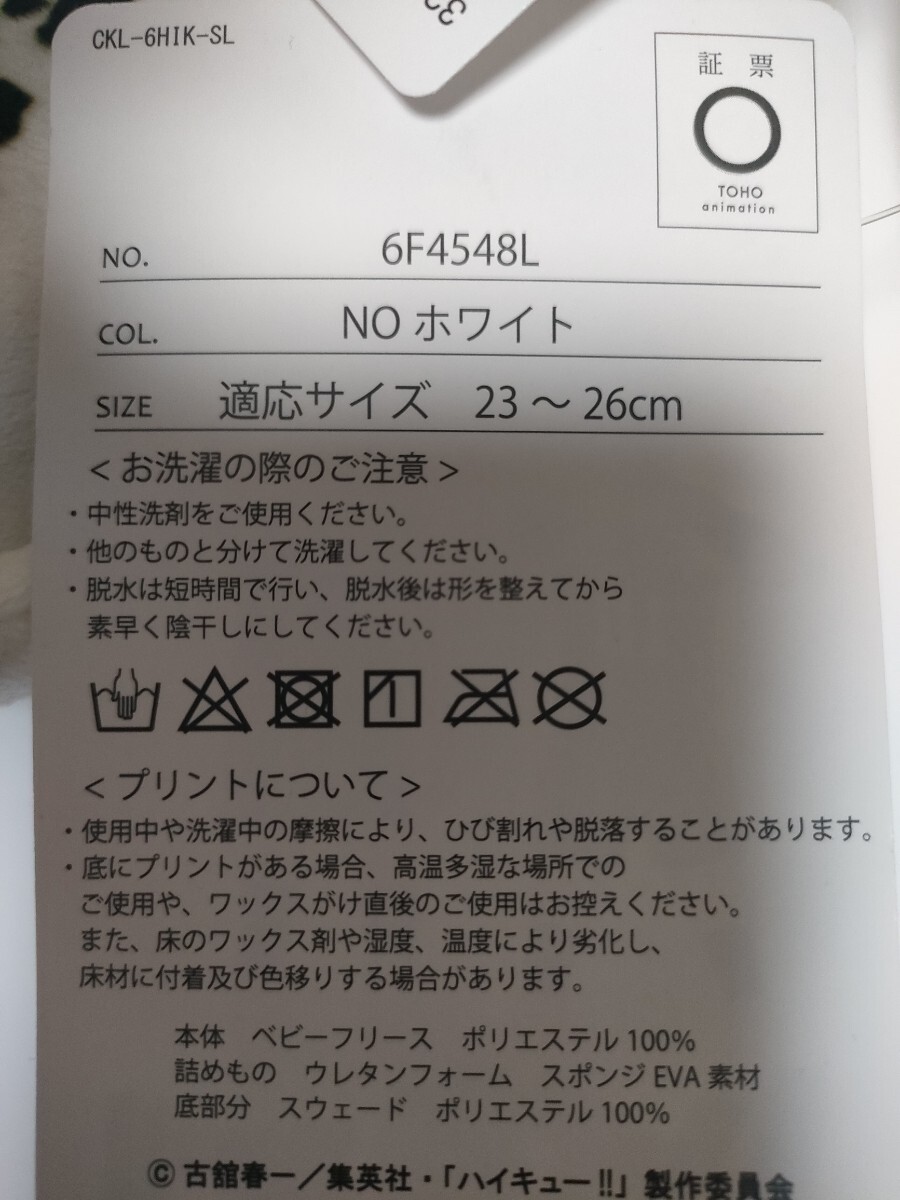 CKL-6HIK-SL
証 票
TOHO
animation
NO. 6F4548L
COL. NO ホワイト
SIZE 適応サイズ 23 ～ 26cm
< お洗濯の際のご注意 >
・中性洗剤をご使用ください。
・他のものと分けて洗濯してください。
・脱水は短時間で行い、脱水後は形を整えてから
素早く陰干しにしてください。
< プリントについて >
・使用中や洗濯中の摩擦により、ひび割れや脱落することがあります。
・底にプリントがある場合、高温多湿な場所での
ご使用や、ワックスがけ直後のご使用はお控えください。
また、床のワックス剤や湿度、温度により劣化し、
床材に付着及び色移りする場合があります。
本体 ベビーフリース ポリエステル 100%
詰めもの ウレタンフォーム スポンジ EVA 素材
底部分 スウェード ポリエステル 100%
© 古舘春一／集英社・「ハイキュー!!」製作委員会